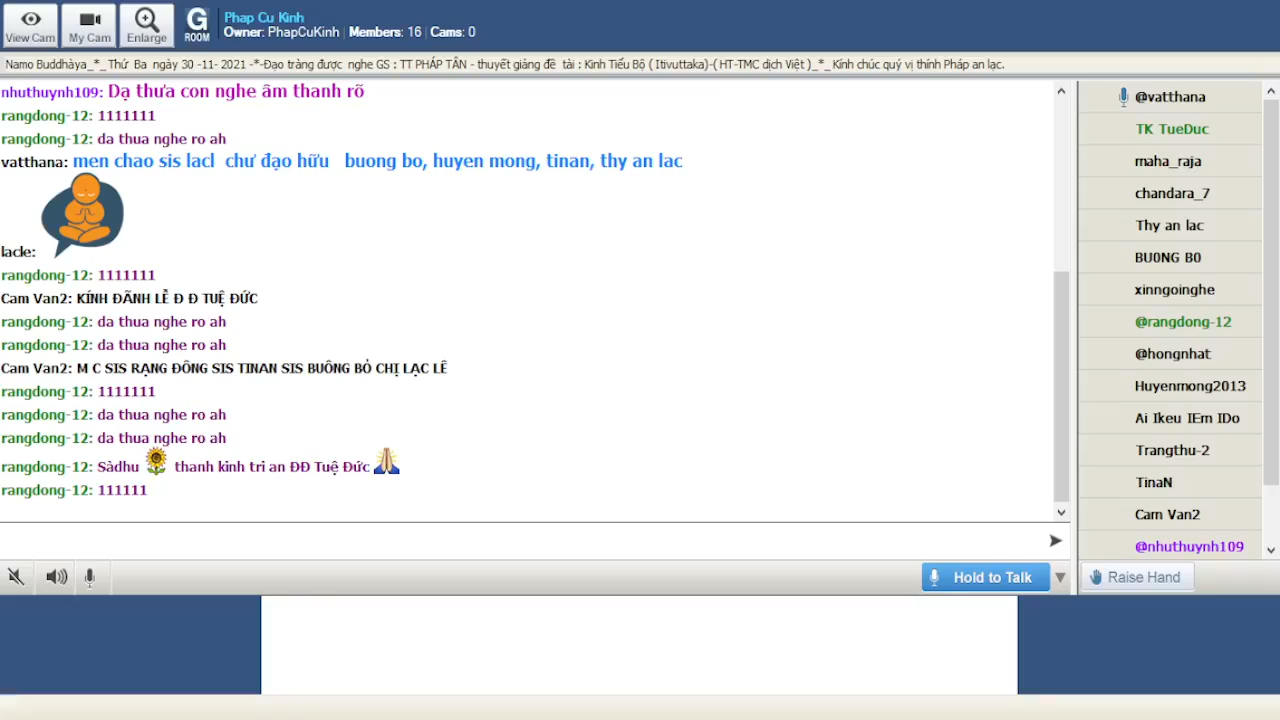 View Cam
My Cam
Enlarge
G
ROOM
Phap Cu Kinh
Owner: PhapCuKinh | Members: 16 | Cams: 0
Namo Buddhàya_*_Thứ Ba ngày 30 -11- 2021 -*-Đạo tràng được nghe GS : TT PHÁP TÂN - thuyết giảng đề tài : Kinh Tiểu Bộ ( Itivuttaka)-( HT-TMC dịch Việt )_*_ Kính chúc quý vị thính Pháp an lạc.
nhuthuynh109: Dạ thưa con nghe âm thanh rõ
rangdong-12: 1111111
rangdong-12: da thua nghe ro ah
vatthana: men chao sis lacl chư đạo hữu buong bo, huyen mong, tinan, thy an lac
lacle:
rangdong-12: 1111111
Cam Van2: KÍNH ĐÃNH LỄ Đ Đ TUỆ ĐỨC
rangdong-12: da thua nghe ro ah
rangdong-12: da thua nghe ro ah
Cam Van2: M C SIS RẠNG ĐÔNG SIS TINAN SIS BUÔNG BỎ CHỊ LẠC LÊ
rangdong-12: 1111111
rangdong-12: da thua nghe ro ah
rangdong-12: da thua nghe ro ah
rangdong-12: Sàdhu thanh kinh tri an ĐĐ Tuệ Đức
rangdong-12: 111111
@vatthana
TK TueDuc
maha_raja
chandara_7
Thy an lac
BU0NG B0
xinngoinghe
@rangdong-12
@hongnhat
Huyenmong2013
Ai Ikeu IEm IDo
Trangthu-2
TinaN
Cam Van2
@nhuthuynh109
Hold to Talk
Raise Hand